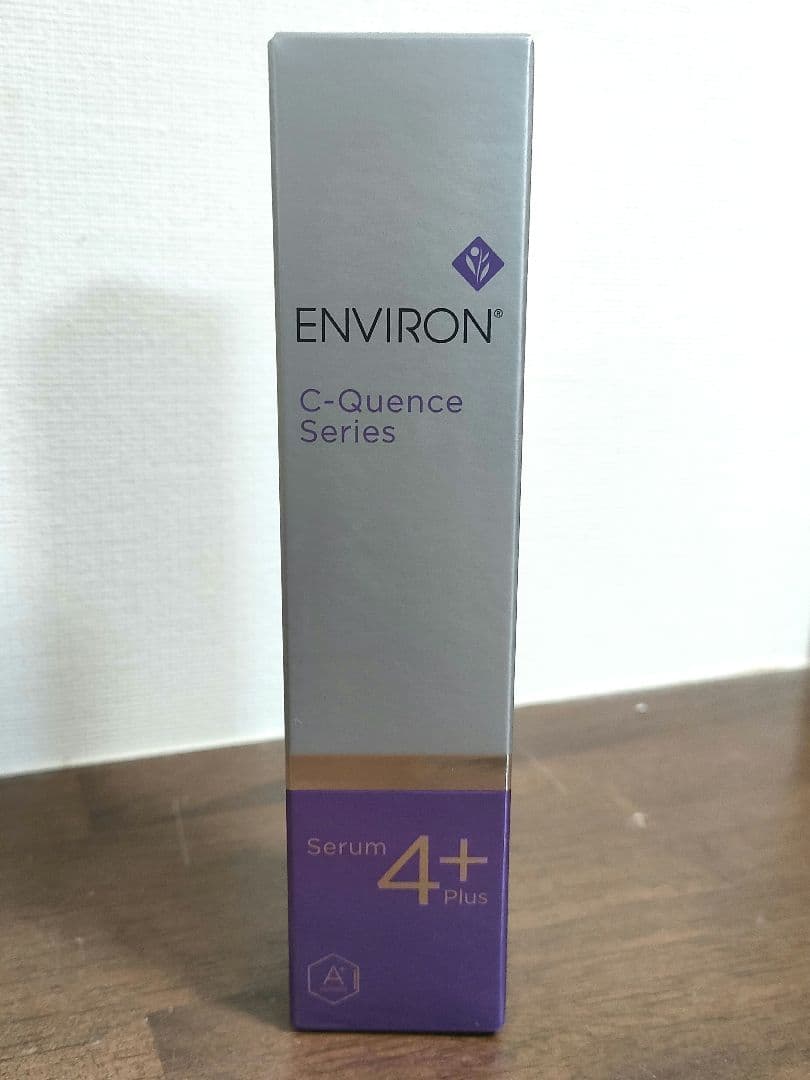 ENVIRON®
C-Quence
Series
Serum 4+
Plus
A+